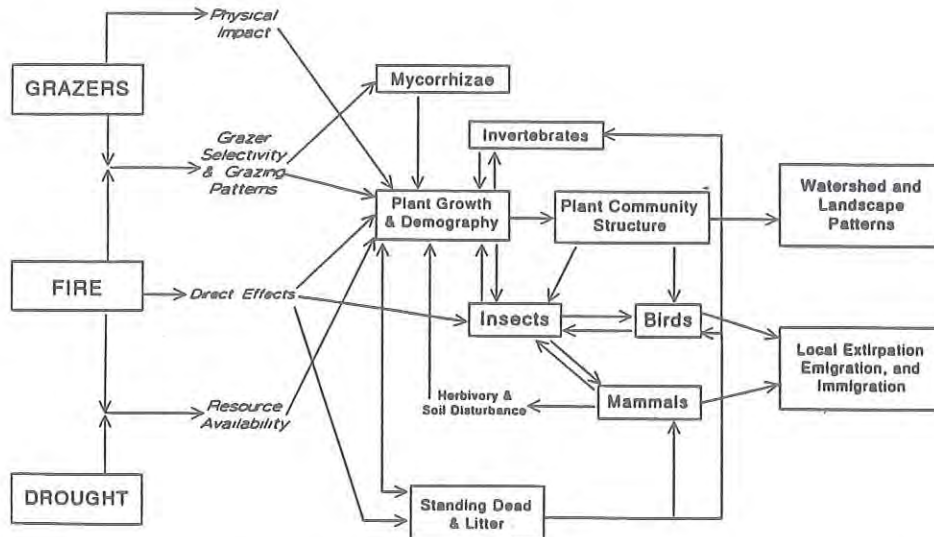 Physical
Impact
GRAZERS
Mycorrhizae
Grazer
Selectivity
& Grazing
Patterns
Invertebrates
Plant Growth
& Demography
Plant Community
Structure
Watershed and
Landscape
Patterns
FIRE
Direct Effects
Insects
Birds
Local Extirpation
Emigration, and
Immigration
Herbivory &
Soil Disturbance
Mammals
Resource
Availability
DROUGHT
Standing Dead
& Litter